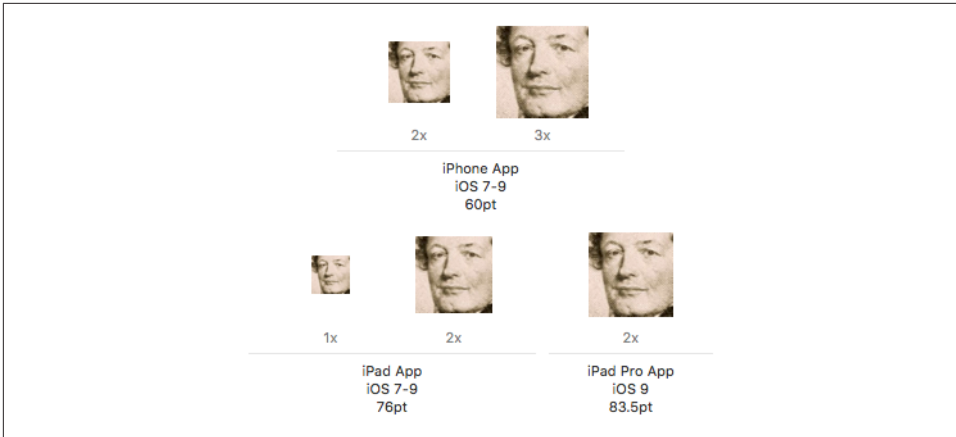 2x 3x
iPhone App
iOS 7-9
60pt
1x 2x 2x
iPad App iPad Pro App
iOS 7-9 iOS 9
76pt 83.5pt